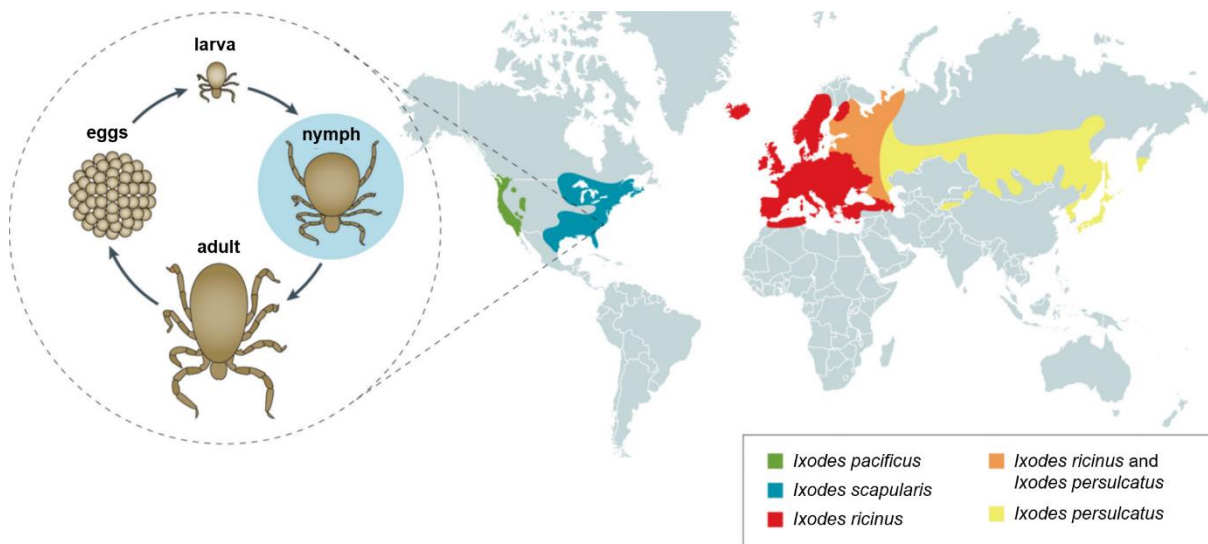 larva
nymph
eggs
adult
Ixodes pacificus
Ixodes scapularis
Ixodes ricinus
Ixodes ricinus and
Ixodes persulcatus
Ixodes persulcatus